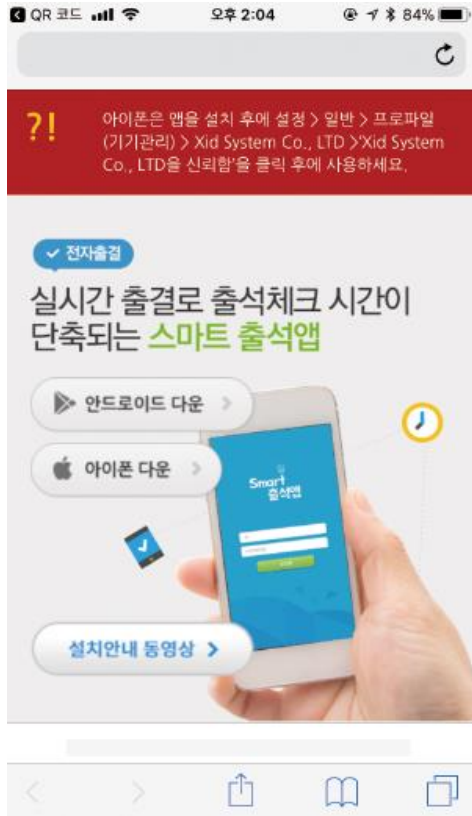 QR 코드
오후 2:04
84%
?!
아이폰은 맵을 설치 후에 설정 > 일반 > 프로파일
(기기관리) > Xid System Co., LTD >'Xid System
Co., LTD을 신뢰함'을 클릭 후에 사용하세요.
전자출결
실시간 출결로 출석체크 시간이
단축되는 스마트 출석앱
안드로이드 다운 >
아이폰 다운 >
Smart
출석앱
설치안내 동영상 >